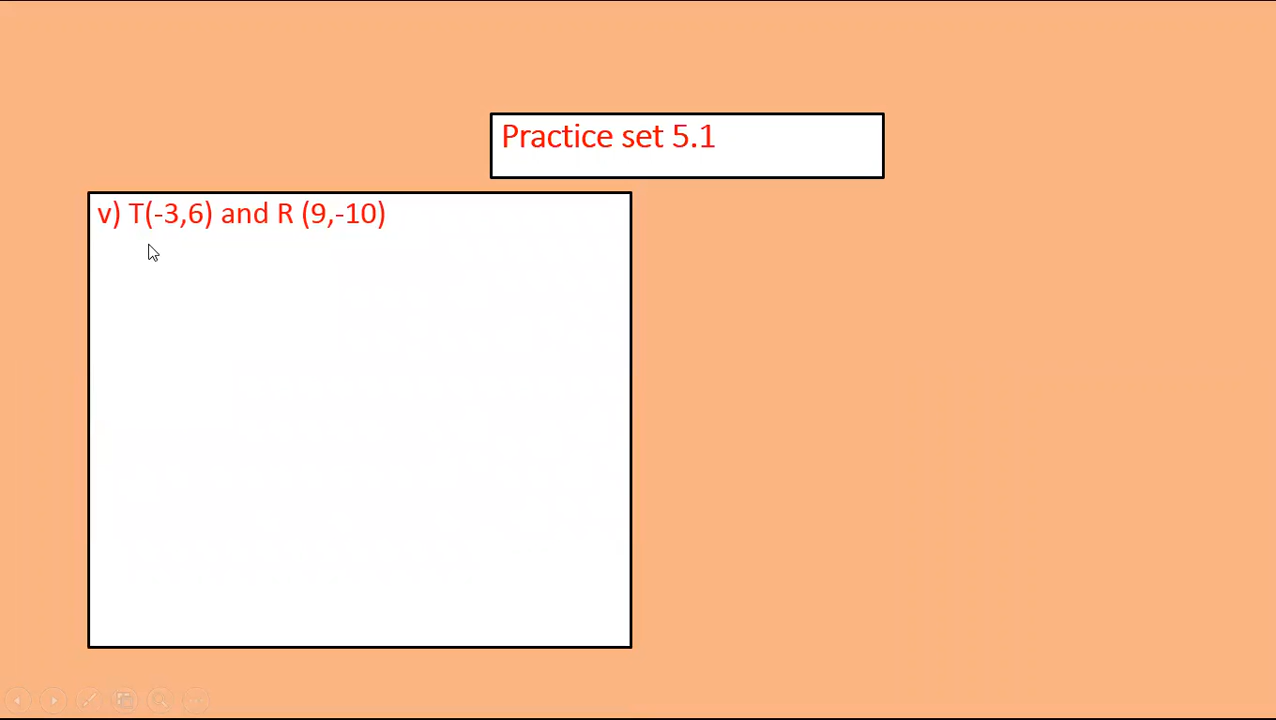 Practice set 5.1
v) T(-3,6) and R (9,-10)